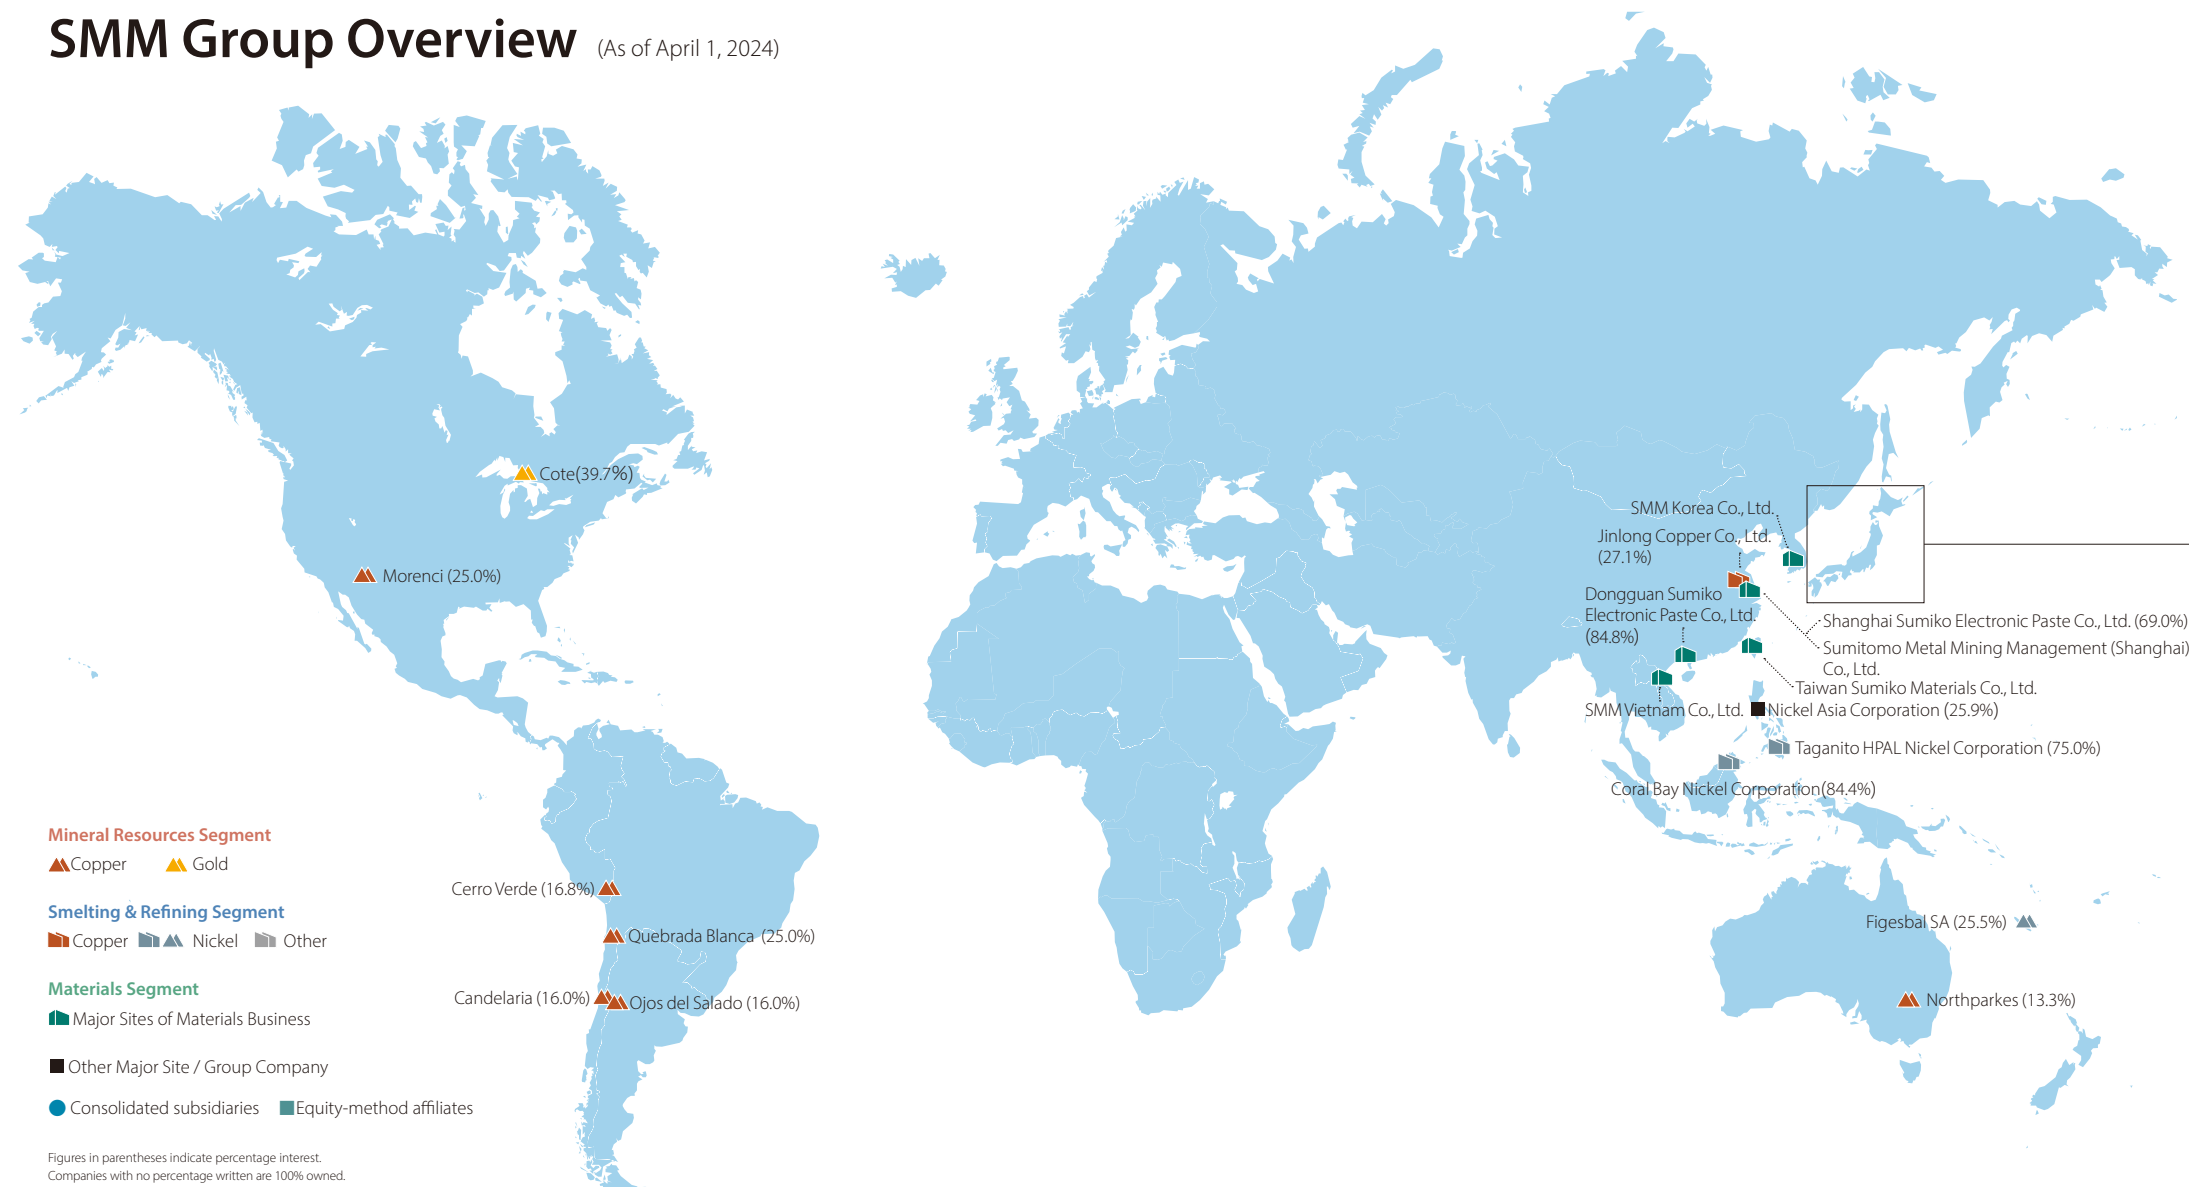 SMM Group Overview (As of April 1, 2024)
Cote(39.7%)
Morenci (25.0%)
SMM Korea Co., Ltd.
Jinlong Copper Co., Ltd.
(27.1%)
Dongguan Sumiko
Electronic Paste Co., Ltd.
(84.8%)
Shanghai Sumiko Electronic Paste Co., Ltd. (69.0%)
Sumitomo Metal Mining Management (Shanghai)
Co., Ltd.
Taiwan Sumiko Materials Co., Ltd.
SMM Vietnam Co., Ltd.
Nickel Asia Corporation (25.9%)
Taganito HPAL Nickel Corporation (75.0%)
Coral Bay Nickel Corporation(84.4%)
Cerro Verde (16.8%)
Quebrada Blanca (25.0%)
Candelaria (16.0%)
Ojos del Salado (16.0%)
Figesbal SA (25.5%)
Northparkes (13.3%)
Mineral Resources Segment
Copper Gold
Smelting & Refining Segment
Copper Nickel Other
Materials Segment
Major Sites of Materials Business
Other Major Site / Group Company
Consolidated subsidiaries Equity-method affiliates
Figures in parentheses indicate percentage interest.
Companies with no percentage written are 100% owned.